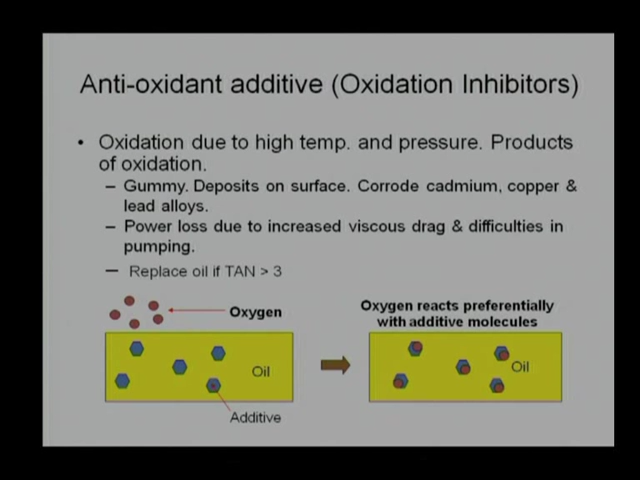 Anti-oxidant additive (Oxidation Inhibitors)
• Oxidation due to high temp. and pressure. Products
of oxidation.
– Gummy. Deposits on surface. Corrode cadmium, copper &
lead alloys.
– Power loss due to increased viscous drag & difficulties in
pumping.
– Replace oil if TAN > 3
Oxygen
Oil
Additive
Oxygen reacts preferentially
with additive molecules
Oil